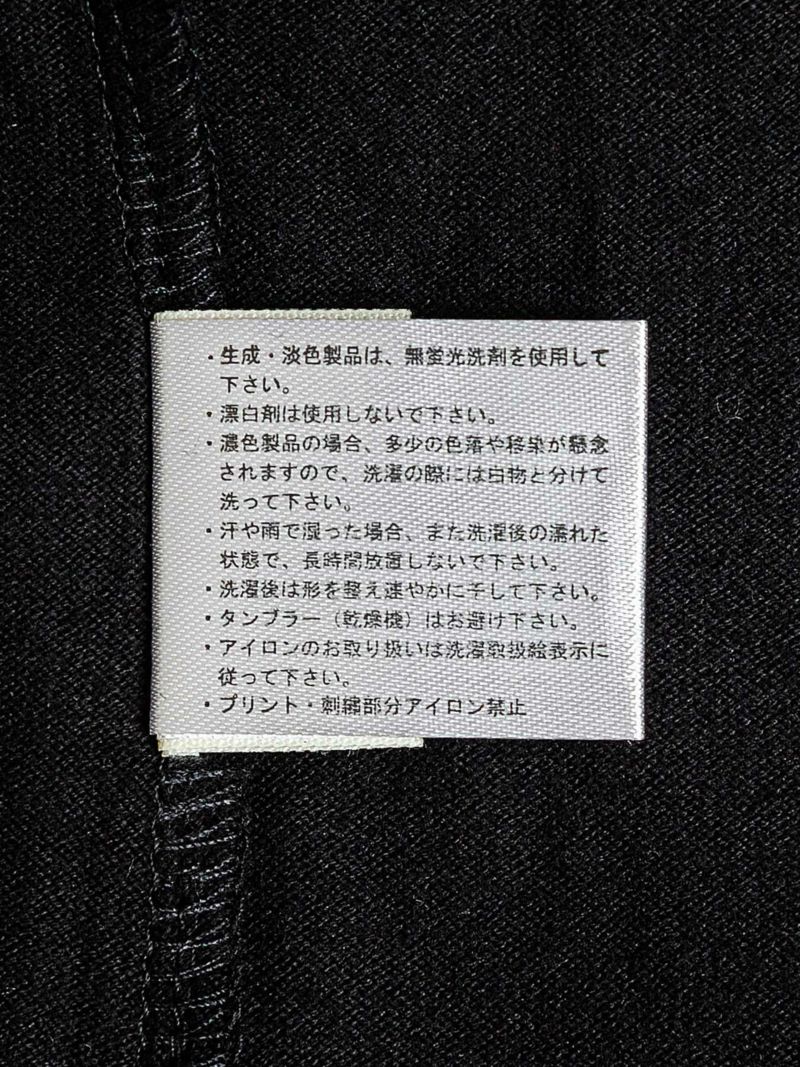 ・生成・淡色製品は、無蛍光洗剤を使用して
下さい。
・漂白剤は使用しないで下さい。
・濃色製品の場合、多少の色落や移染が懸念
されますので、洗濯の際には白物と分けて
洗って下さい。
・汗や雨で湿った場合、また洗濯後の濡れた
状態で、長時間放置しないで下さい。
・洗濯後は形を整え速やかに干して下さい。
・タンブラー（乾燥機）はお避け下さい。
・アイロンのお取り扱いは洗濯取扱絵表示に
従って下さい。
・プリント・刺繍部分アイロン禁止